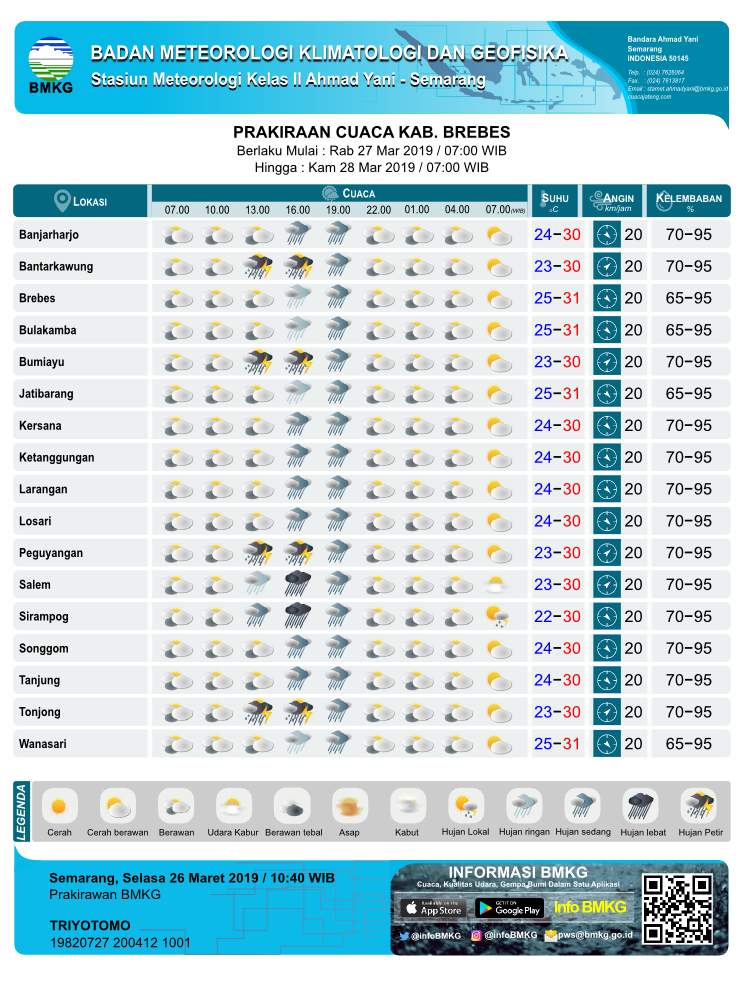 BMKG
BADAN METEOROLOGI KLIMATOLOGI DAN GEOFISIKA
Stasiun Meteorologi Kelas II Ahmad Yani - Semarang
Bandara Ahmad Yani
Semarang
INDONESIA 50145
Telp. : (024) 7626064
Fax. : (024) 7613817
Email : stamet.ahmadyani@bmkg.go.id
cuacajateng.com
PRAKIRAAN CUACA KAB. BREBES
Berlaku Mulai : Rab 27 Mar 2019 / 07:00 WIB
Hingga : Kam 28 Mar 2019 / 07:00 WIB
LOKASI CUACA SUHU °C ANGIN km/jam KELEMBABAN %
07.00 10.00 13.00 16.00 19.00 22.00 01.00 04.00 07.00 (WIB)
Banjarharjo 24-30 20 70-95
Bantarkawung 23-30 20 70-95
Brebes 25-31 20 65-95
Bulakamba 25-31 20 65-95
Bumiayu 23-30 20 70-95
Jatibarang 25-31 20 65-95
Kersana 24-30 20 70-95
Ketanggungan 24-30 20 70-95
Larangan 24-30 20 70-95
Losari 24-30 20 70-95
Peguyangan 23-30 20 70-95
Salem 23-30 20 70-95
Sirampog 22-30 20 70-95
Songgom 24-30 20 70-95
Tanjung 24-30 20 70-95
Tonjong 23-30 20 70-95
Wanasari 25-31 20 65-95
LEGENDA
Cerah Cerah berawan Berawan Udara Kabur Berawan tebal Asap Kabut Hujan Lokal Hujan ringan Hujan sedang Hujan lebat Hujan Petir
Semarang, Selasa 26 Maret 2019 / 10:40 WIB
Prakirawan BMKG
TRIYOTOMO
19820727 200412 1001
INFORMASI BMKG
Cuaca, Kualitas Udara, Gempa Bumi Dalam Satu Aplikasi
Available on the App Store
GET IT ON Google Play
Info BMKG
@infoBMKG @infoBMKG pws@bmkg.go.id